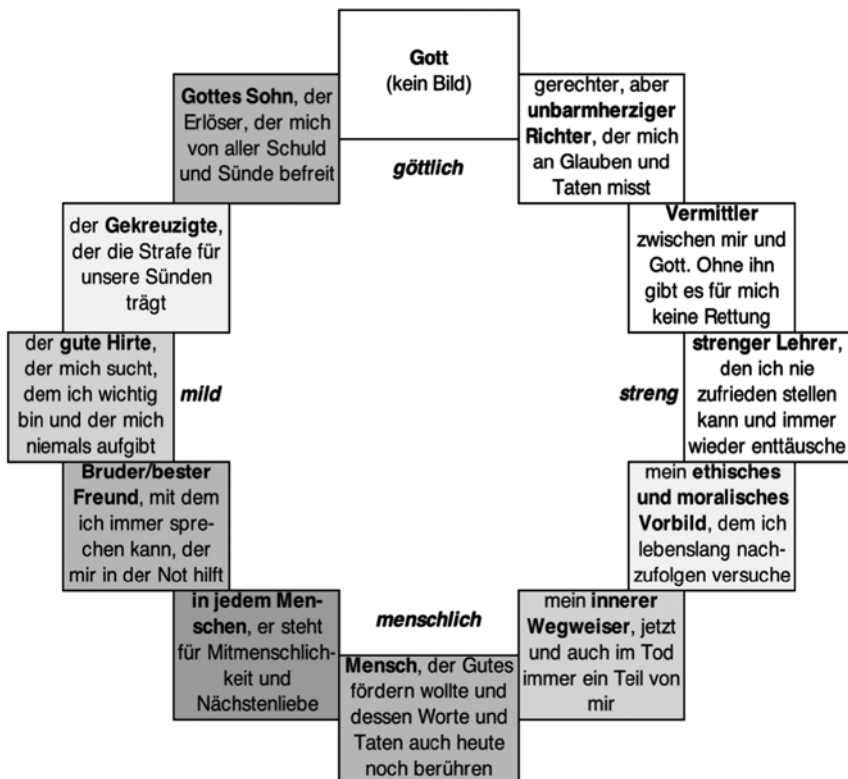 Gott
(kein Bild)
göttlich
gerechter, aber
unbarmherziger
Richter, der mich
an Glauben und
Taten misst
Vermittler
zwischen mir und
Gott. Ohne ihn
gibt es für mich
keine Rettung
strenger Lehrer,
den ich nie
zufrieden stellen
kann und immer
wieder enttäusche
streng
mein ethisches
und moralisches
Vorbild, dem ich
lebenslang nach-
zufolgen versuche
mein innerer
Wegweiser, jetzt
und auch im Tod
immer ein Teil von
mir
menschlich
Mensch, der Gutes
fördern wollte und
dessen Worte und
Taten auch heute
noch berühren
in jedem Men-
schen, er steht
für Mitmenschlich-
keit und
Nächstenliebe
Bruder/bester
Freund, mit dem
ich immer spre-
chen kann, der
mir in der Not hilft
der gute Hirte,
der mich sucht,
dem ich wichtig
bin und der mich
niemals aufgibt
mild
der Gekreuzigte,
der die Strafe für
unsere Sünden
trägt
Gottes Sohn, der
Erlöser, der mich
von aller Schuld
und Sünde befreit